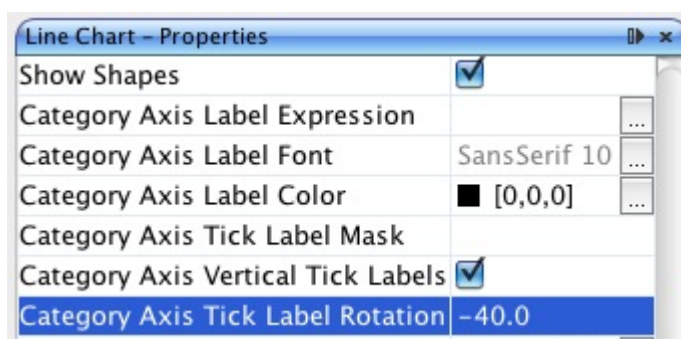 Line Chart – Properties
Show Shapes
Category Axis Label Expression ...
Category Axis Label Font SansSerif 10 ...
Category Axis Label Color [0,0,0] ...
Category Axis Tick Label Mask
Category Axis Vertical Tick Labels
Category Axis Tick Label Rotation -40.0